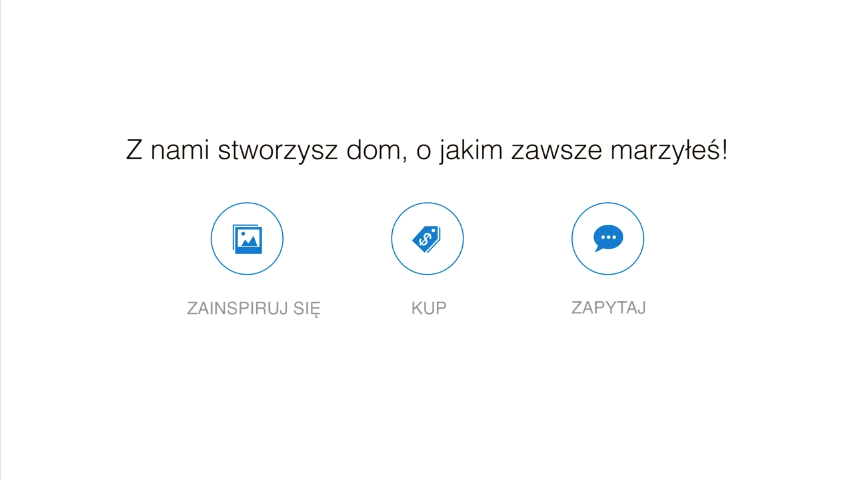 Z nami stworzysz dom, o jakim zawsze marzyłeś!
ZAINSPIRUJ SIĘ
KUP
ZAPYTAJ